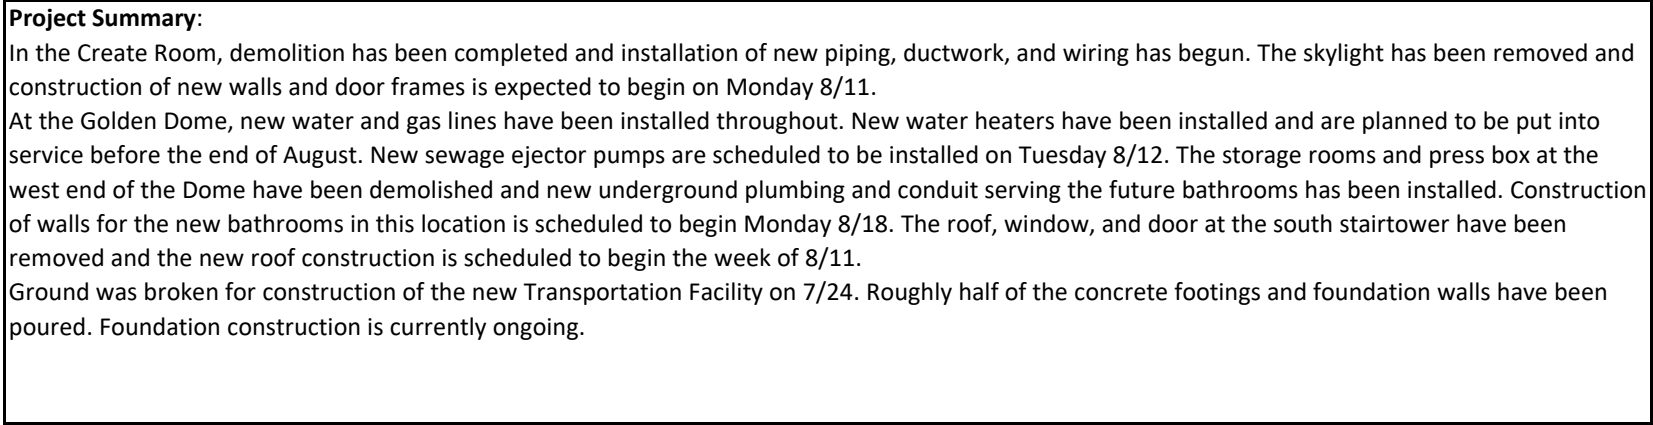 Project Summary:
In the Create Room, demolition has been completed and installation of new piping, ductwork, and wiring has begun. The skylight has been removed and
construction of new walls and door frames is expected to begin on Monday 8/11.
At the Golden Dome, new water and gas lines have been installed throughout. New water heaters have been installed and are planned to be put into
service before the end of August. New sewage ejector pumps are scheduled to be installed on Tuesday 8/12. The storage rooms and press box at the
west end of the Dome have been demolished and new underground plumbing and conduit serving the future bathrooms has been installed. Construction
of walls for the new bathrooms in this location is scheduled to begin Monday 8/18. The roof, window, and door at the south stairtower have been
removed and the new roof construction is scheduled to begin the week of 8/11.
Ground was broken for construction of the new Transportation Facility on 7/24. Roughly half of the concrete footings and foundation walls have been
poured. Foundation construction is currently ongoing.